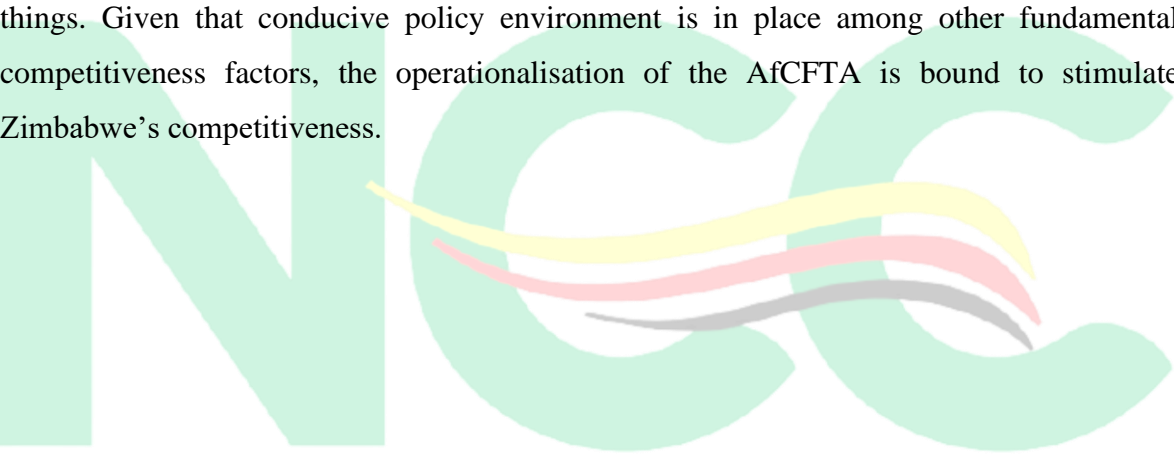 things. Given that conducive policy environment is in place among other fundamental
competitiveness factors, the operationalisation of the AfCFTA is bound to stimulate
Zimbabwe's competitiveness.
NCC